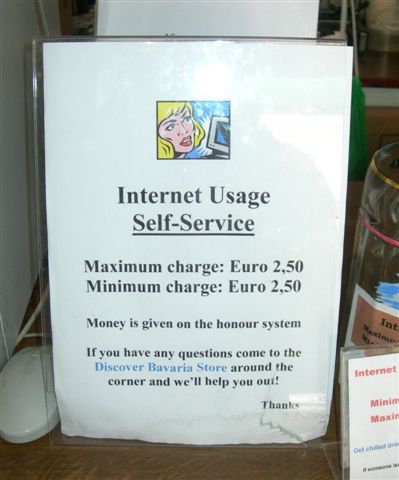 Internet Usage
Self-Service
Maximum charge: Euro 2,50
Minimum charge: Euro 2,50
Money is given on the honour system
If you have any questions come to the
Discover Bavaria Store around the
corner and we'll help you out!
Thanks
Internet
Minim
Maxim
Get chilled drin
If someone